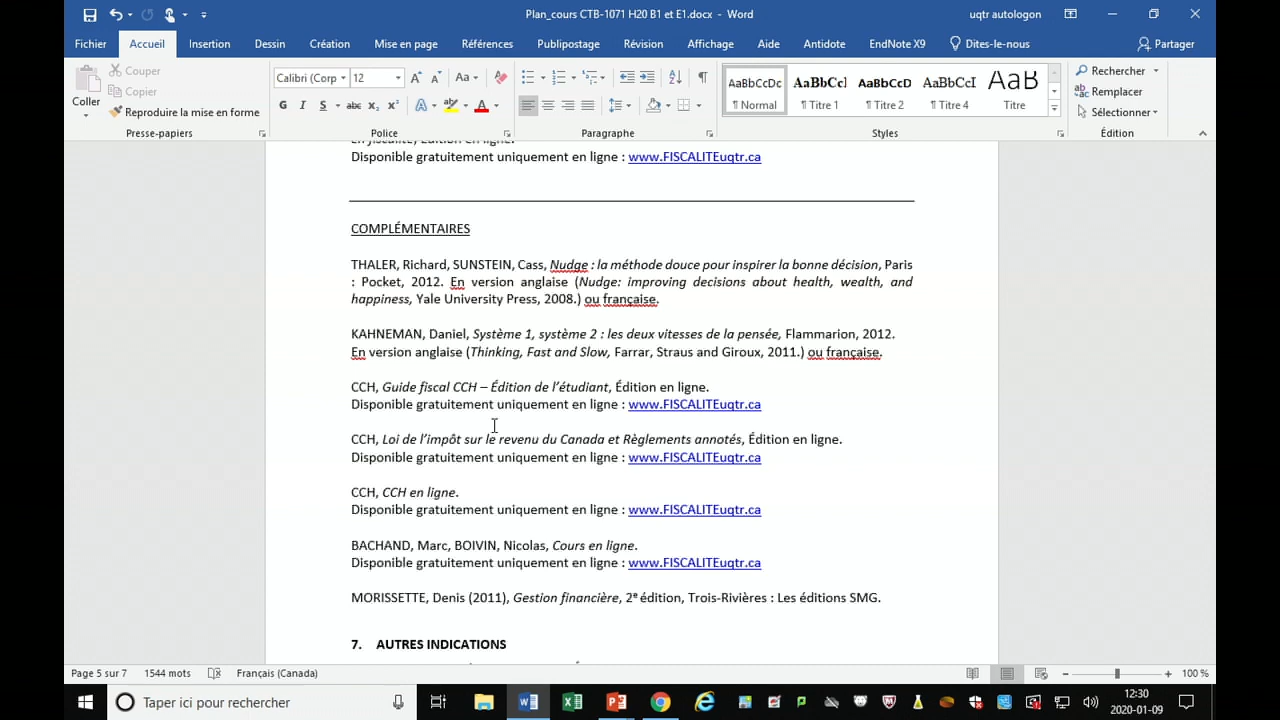 Plan_cours CTB-1071 H20 B1 et E1.docx - Word
uqtr autologon
Fichier Accueil Insertion Dessin Création Mise en page Références Publipostage Révision Affichage Aide Antidote EndNote X9 Dites-le-nous Partager
Coller
Couper
Copier
Reproduire la mise en forme
Presse-papiers
Calibri (Corp 12
Police
Paragraphe
AaBbCcDc AaBbCcI AaBbCcD AaBbCcI AaB
¶ Normal ¶ Titre 1 ¶ Titre 2 ¶ Titre 4 Titre
Styles
Rechercher
Remplacer
Sélectionner
Édition
en fiscalité, Édition en ligne.
Disponible gratuitement uniquement en ligne : www.FISCALITEuqtr.ca
COMPLÉMENTAIRES
THALER, Richard, SUNSTEIN, Cass, Nudge : la méthode douce pour inspirer la bonne décision, Paris
: Pocket, 2012. En version anglaise (Nudge: improving decisions about health, wealth, and
happiness, Yale University Press, 2008.) ou française.
KAHNEMAN, Daniel, Système 1, système 2 : les deux vitesses de la pensée, Flammarion, 2012.
En version anglaise (Thinking, Fast and Slow, Farrar, Straus and Giroux, 2011.) ou française.
CCH, Guide fiscal CCH – Édition de l’étudiant, Édition en ligne.
Disponible gratuitement uniquement en ligne : www.FISCALITEuqtr.ca
CCH, Loi de l’impôt sur le revenu du Canada et Règlements annotés, Édition en ligne.
Disponible gratuitement uniquement en ligne : www.FISCALITEuqtr.ca
CCH, CCH en ligne.
Disponible gratuitement uniquement en ligne : www.FISCALITEuqtr.ca
BACHAND, Marc, BOIVIN, Nicolas, Cours en ligne.
Disponible gratuitement uniquement en ligne : www.FISCALITEuqtr.ca
MORISSETTE, Denis (2011), Gestion financière, 2e édition, Trois-Rivières : Les éditions SMG.
7. AUTRES INDICATIONS
Page 5 sur 7 1544 mots Français (Canada) 100 %
Taper ici pour rechercher
12:30
2020-01-09